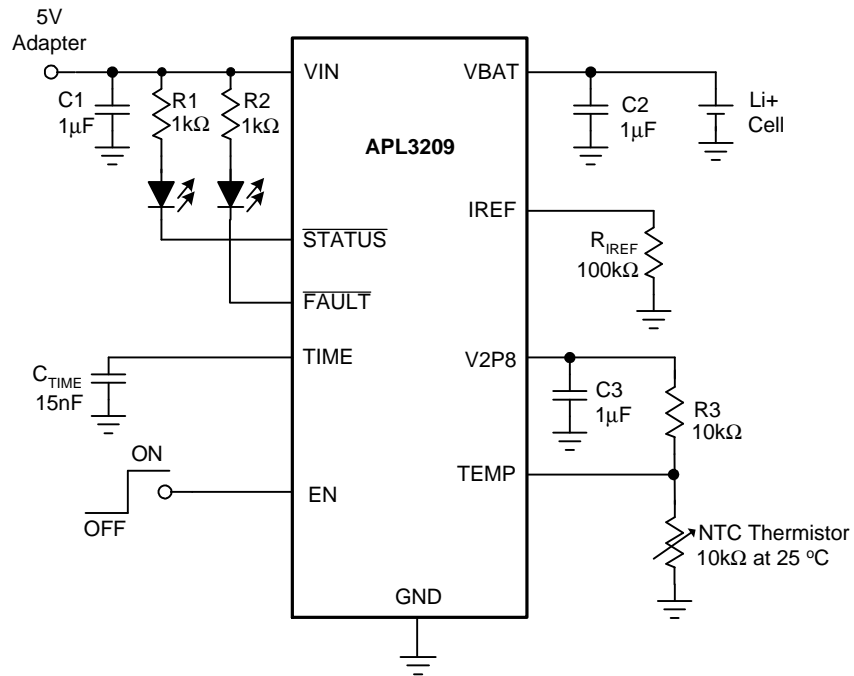 5V
Adapter
VIN
VBAT
C1
1μF
R1
1kΩ
R2
1kΩ
C2
1μF
Li+
Cell
APL3209
IREF
R_IREF
100kΩ
STATUS
FAULT
TIME
V2P8
C_TIME
15nF
C3
1μF
R3
10kΩ
ON
OFF
EN
TEMP
NTC Thermistor
10kΩ at 25 °C
GND